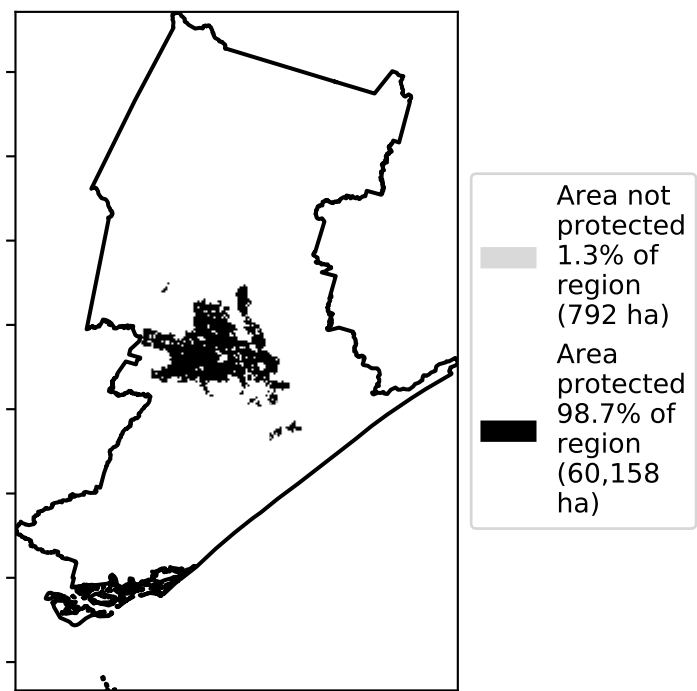 Area not
protected
1.3% of
region
(792 ha)
Area
protected
98.7% of
region
(60,158
ha)